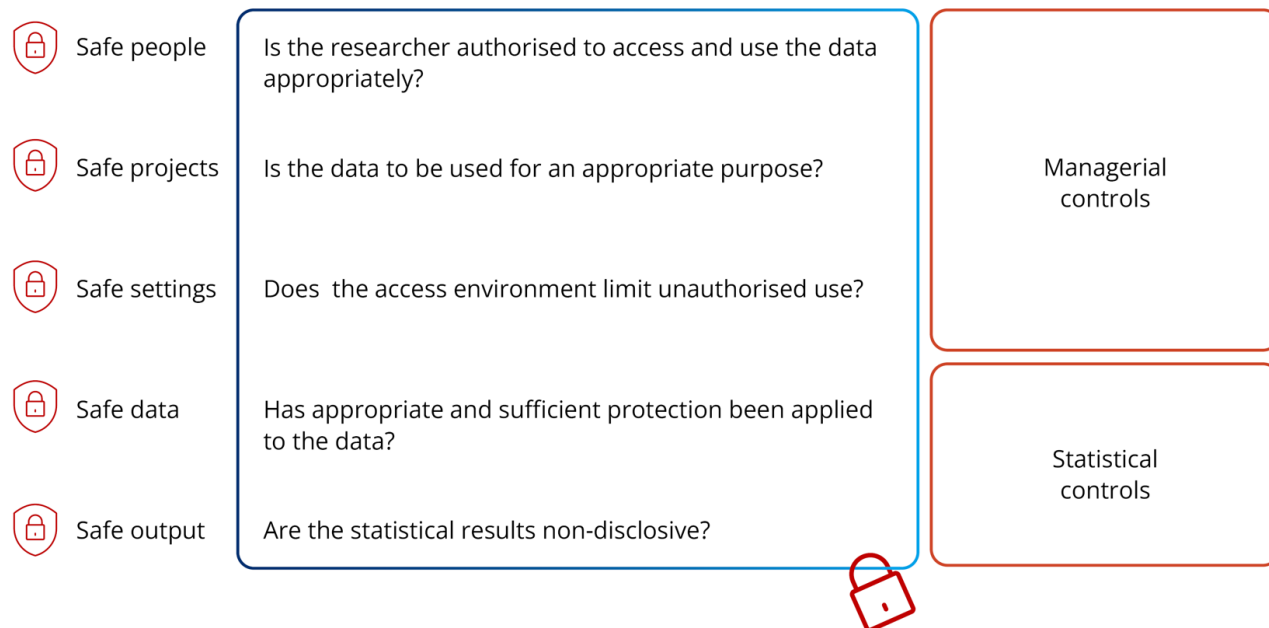 Safe people
Is the researcher authorised to access and use the data
appropriately?
Safe projects
Is the data to be used for an appropriate purpose?
Safe settings
Does  the access environment limit unauthorised use?
Safe data
Has appropriate and sufficient protection been applied
to the data?
Safe output
Are the statistical results non-disclosive?
Managerial
controls
Statistical
controls